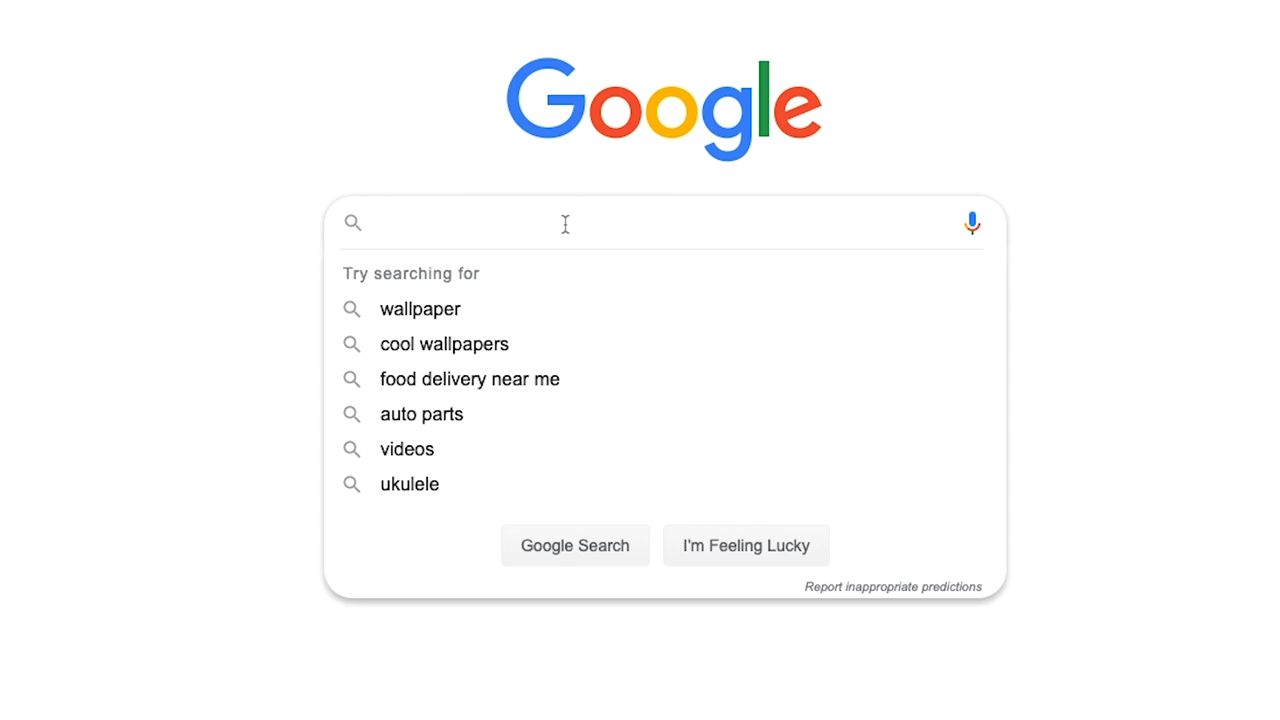 Google
Try searching for
wallpaper
cool wallpapers
food delivery near me
auto parts
videos
ukulele
Google Search
I'm Feeling Lucky
Report inappropriate predictions